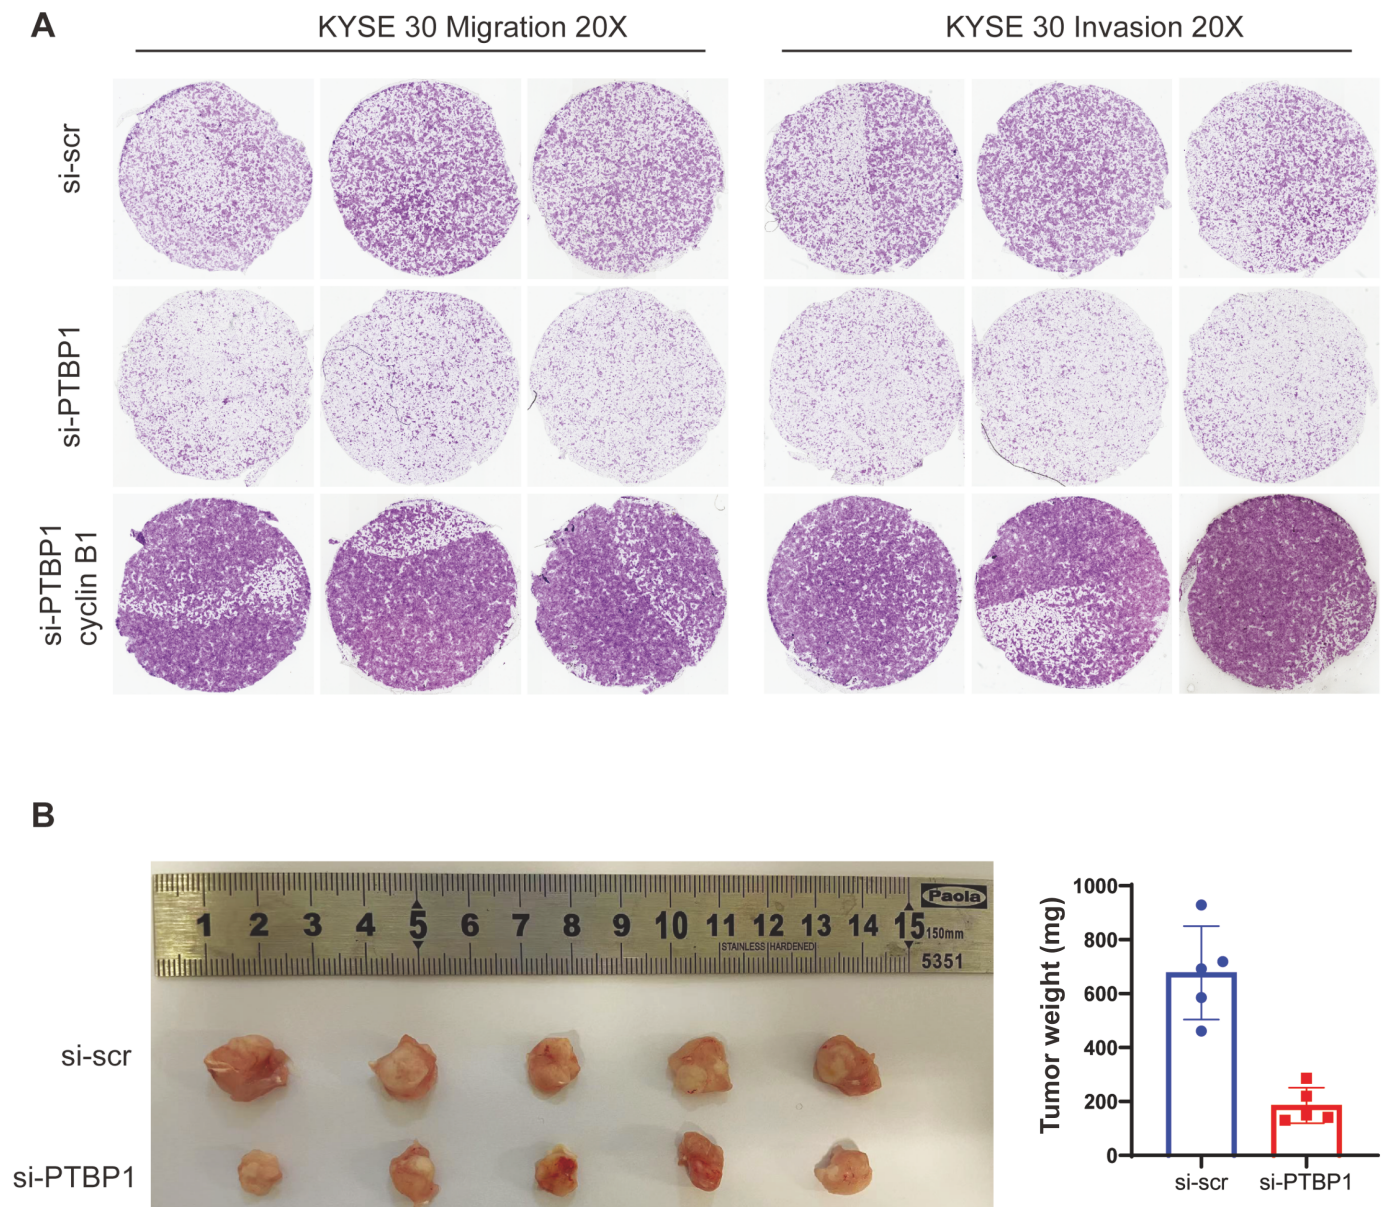 A
KYSE 30 Migration 20X
KYSE 30 Invasion 20X
si-scr
si-PTBP1
si-PTBP1
cyclin B1
B
1 2 3 4 5 6 7 8 9 10 11 12 13 14 15 150mm
Paola
STAINLESS HARDENED
5351
si-scr
si-PTBP1
Tumor weight (mg)
1000
800
600
400
200
0
si-scr
si-PTBP1